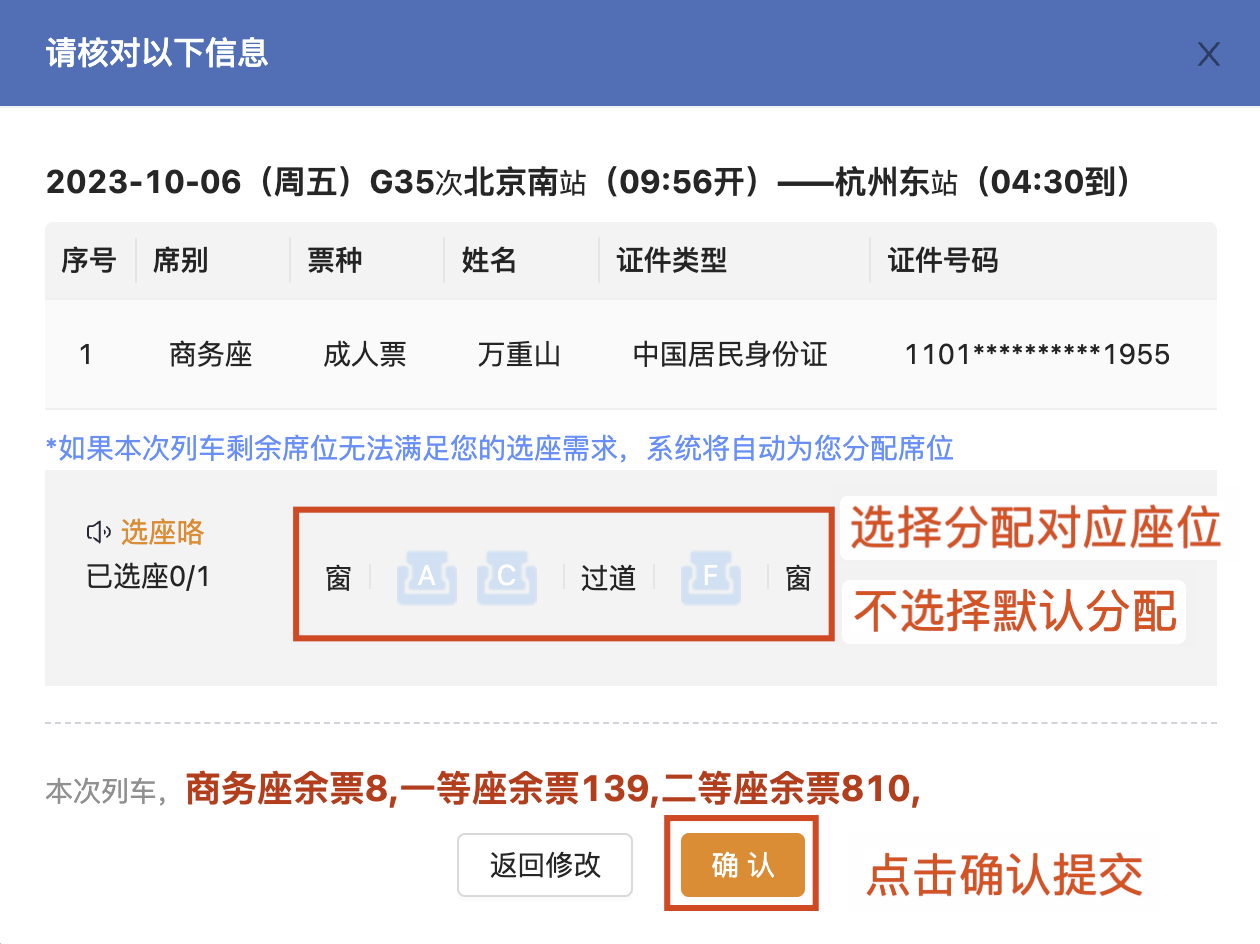 请核对以下信息
2023-10-06（周五）G35次北京南站（09:56开）——杭州东站（04:30到）
序号 席别 票种 姓名 证件类型 证件号码
1 商务座 成人票 万重山 中国居民身份证 1101**********1955
*如果本次列车剩余席位无法满足您的选座需求，系统将自动为您分配席位
选择分配对应座位
选座咯
已选座0/1
窗 A C 过道 F 窗
不选择默认分配
本次列车，商务座余票8,一等座余票139,二等座余票810,
返回修改 确认 点击确认提交